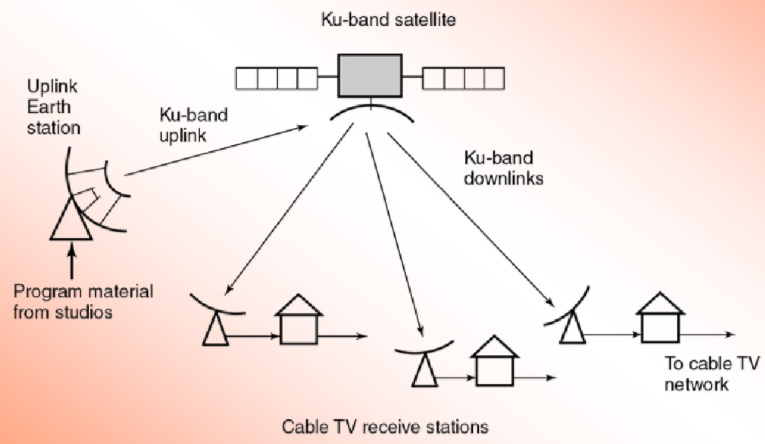 Ku-band satellite
Uplink
Earth
station
Ku-band
uplink
Ku-band
downlinks
Program material
from studios
To cable TV
network
Cable TV receive stations